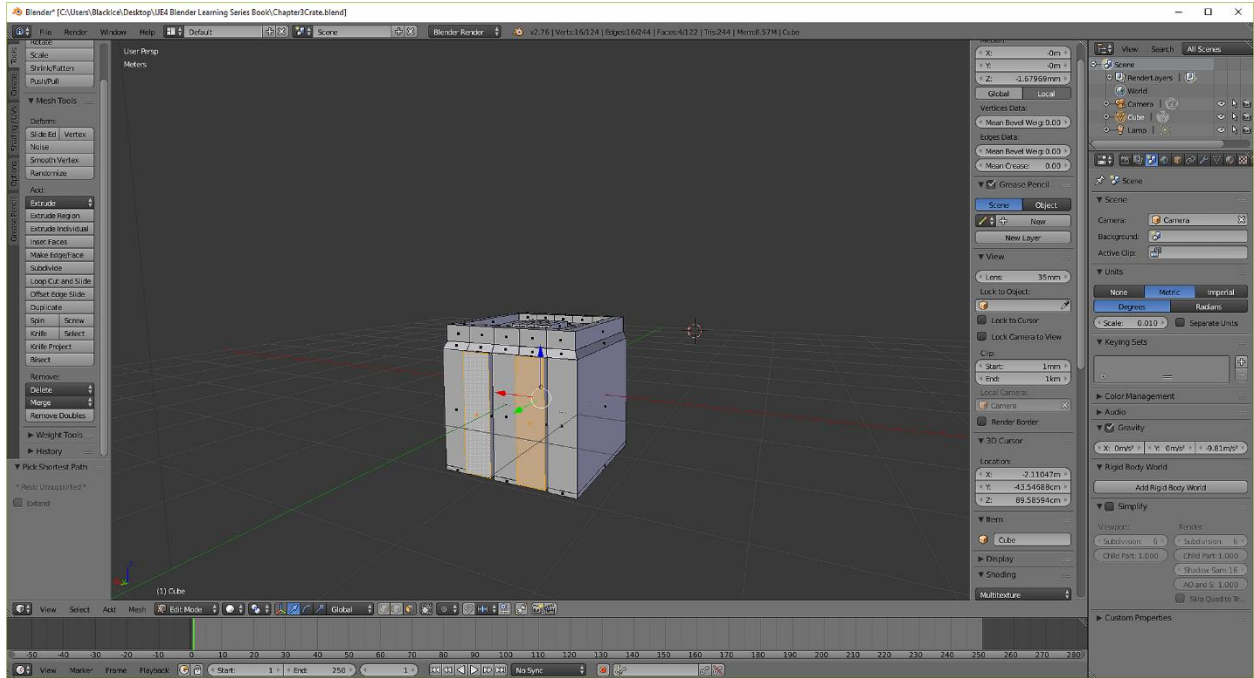 Blender* [C:\Users\BlackIce\Desktop\UE4 Blender Learning Series Book\Chapter3Crate.blend]
File Render Window Help Default Scene Blender Render v2.76 | Verts:16/124 | Edges:16/244 | Faces:4/122 | Tris:244 | Mem:8.57M | Cube
Tools
Create
Shading/UVs
Options
Grease Pencil
Rotate
Scale
Shrink/Fatten
Push/Pull
Mesh Tools
Deform:
Slide Ed Vertex
Noise
Smooth Vertex
Randomize
Add:
Extrude
Extrude Region
Extrude Individual
Inset Faces
Make Edge/Face
Subdivide
Loop Cut and Slide
Offset Edge Slide
Duplicate
Spin Screw
Knife Select
Knife Project
Bisect
Remove:
Delete
Merge
Remove Doubles
Weight Tools
History
Pick Shortest Path
* Redo Unsupported *
Extend
User Persp
Meters
(1) Cube
Median:
X: -0m
Y: -0m
Z: -1.67969mm
Global Local
Vertices Data:
Mean Bevel Weig: 0.00
Edges Data:
Mean Bevel Weig: 0.00
Mean Crease: 0.00
Grease Pencil
Scene Object
New
New Layer
View
Lens: 35mm
Lock to Object:
Lock to Cursor
Lock Camera to View
Clip:
Start: 1mm
End: 1km
Local Camera:
Camera
Render Border
3D Cursor
Location:
X: -2.11047m
Y: -43.54688cm
Z: 89.58594cm
Item
Cube
Display
Shading
Multitexture
View Search All Scenes
Scene
RenderLayers |
World
Camera |
Cube |
Lamp |
Scene
Scene
Camera: Camera
Background:
Active Clip:
Units
None Metric Imperial
Degrees Radians
Scale: 0.010 Separate Units
Keying Sets
Color Management
Audio
Gravity
X: 0m/s² Y: 0m/s² -9.81m/s²
Rigid Body World
Add Rigid Body World
Simplify
Viewport: Render:
Subdivision: 6 Subdivision: 6
Child Part: 1.000 Child Part: 1.000
Shadow Sam: 16
AO and S: 1.000
Skip Quad to Tr...
Custom Properties
View Select Add Mesh Edit Mode Global
-50 -40 -30 -20 -10 0 10 20 30 40 50 60 70 80 90 100 110 120 130 140 150 160 170 180 190 200 210 220 230 240 250 260 270 280
View Marker Frame Playback Start: 1 End: 250 1 No Sync